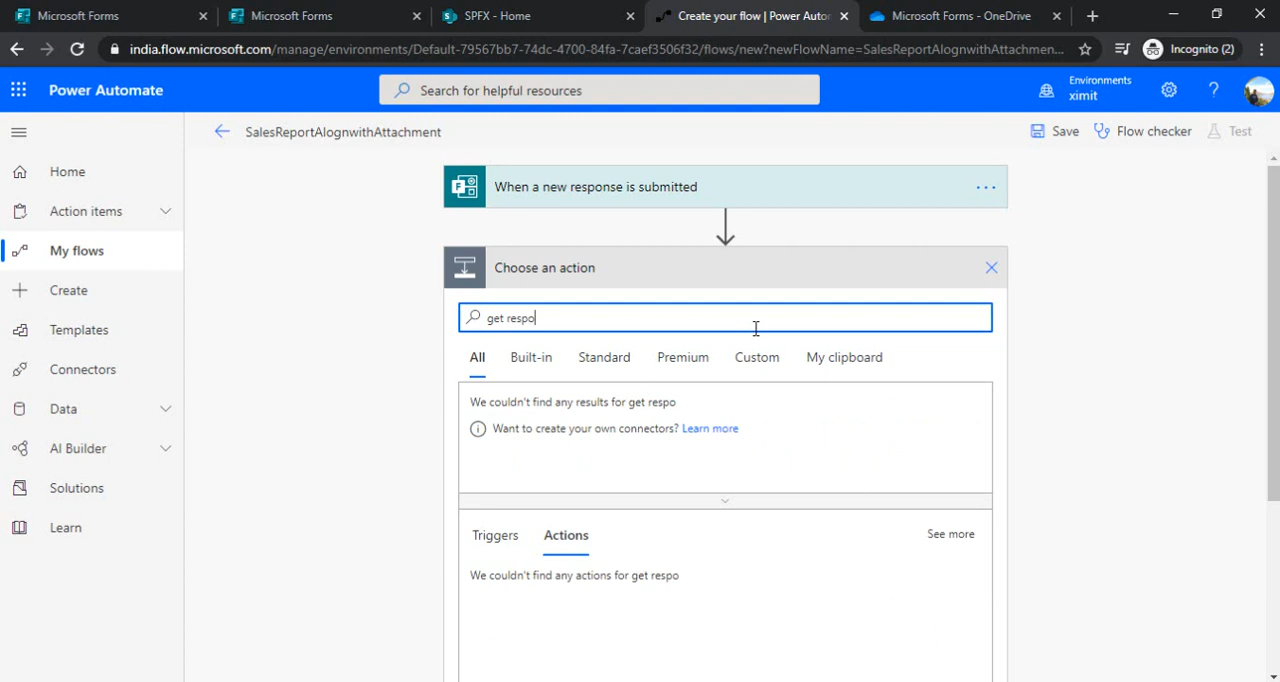 Microsoft Forms
Microsoft Forms
SPFX - Home
Create your flow | Power Autom
Microsoft Forms - OneDrive
india.flow.microsoft.com/manage/environments/Default-79567bb7-74dc-4700-84fa-7caef3506f32/flows/new?newFlowName=SalesReportAlognwithAttachmen...
Incognito (2)
Power Automate
Search for helpful resources
Environments
ximit
SalesReportAlognwithAttachment
Save
Flow checker
Test
Home
Action items
My flows
Create
Templates
Connectors
Data
AI Builder
Solutions
Learn
When a new response is submitted
Choose an action
get respo
All
Built-in
Standard
Premium
Custom
My clipboard
We couldn't find any results for get respo
Want to create your own connectors? Learn more
Triggers
Actions
See more
We couldn't find any actions for get respo